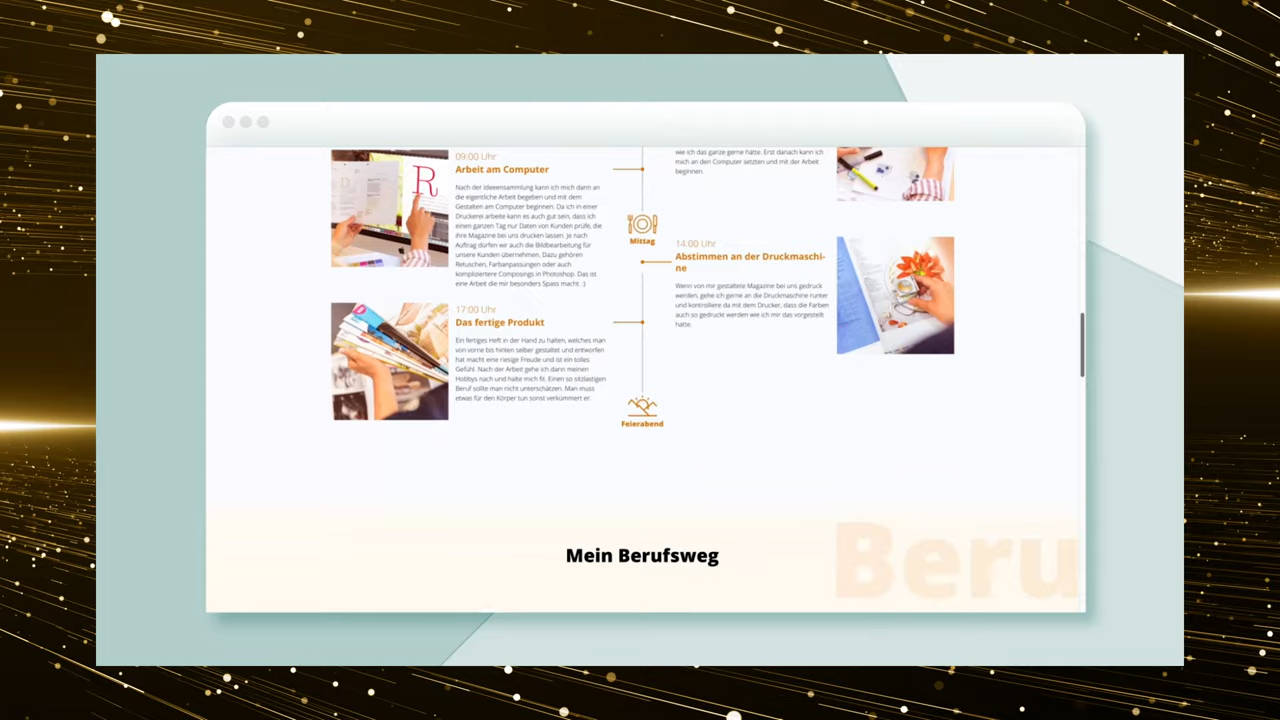 09:00 Uhr
Arbeit am Computer
Nach der Ideeensammlung kann ich mich dann an
die eigentliche Arbeit begeben und mit dem
Gestalten am Computer beginnen. Da ich in einer
Druckerei arbeite kann es auch gut sein, dass ich
einen ganzen Tag nur Daten von Kunden prüfe, die
ihre Magazine bei uns drucken lassen. Je nach
Auftrag dürfen wir auch die Bildbearbeitung für
unsere Kunden übernehmen. Dazu gehören
Retuschen, Farbanpassungen oder auch
kompliziertere Composings in Photoshop. Das ist
eine Arbeit die mir besonders Spass macht. :)
wie ich das ganze gerne hätte. Erst danach kann ich
mich an den Computer setzten und mit der Arbeit
beginnen.
R
Mittag
14:00 Uhr
Abstimmen an der Druckmaschi-
ne
Wenn von mir gestaltete Magazine bei uns gedruck
werden, gehe ich gerne an die Druckmaschine runter
und kontrolliere da mit dem Drucker, dass die Farben
auch so gedruckt werden wie ich mir das vorgestellt
hatte.
17:00 Uhr
Das fertige Produkt
Ein fertiges Heft in der Hand zu halten, welches man
von vorne bis hinten selber gestaltet und entworfen
hat macht eine riesige Freude und ist ein tolles
Gefühl. Nach der Arbeit gehe ich dann meinen
Hobbys nach und halte mich fit. Einen so sitzlastigen
Beruf sollte man nicht unterschätzen. Man muss
etwas für den Körper tun sonst verkümmert er.
Feierabend
Mein Berufsweg
Beru